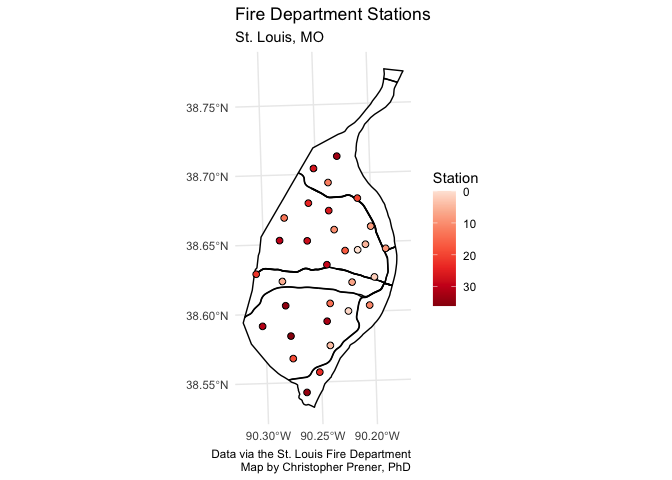 Fire Department Stations
St. Louis, MO
38.75°N
38.70°N
38.65°N
38.60°N
38.55°N
90.30°W 90.25°W 90.20°W
Station
0
10
20
30
Data via the St. Louis Fire Department
Map by Christopher Prener, PhD